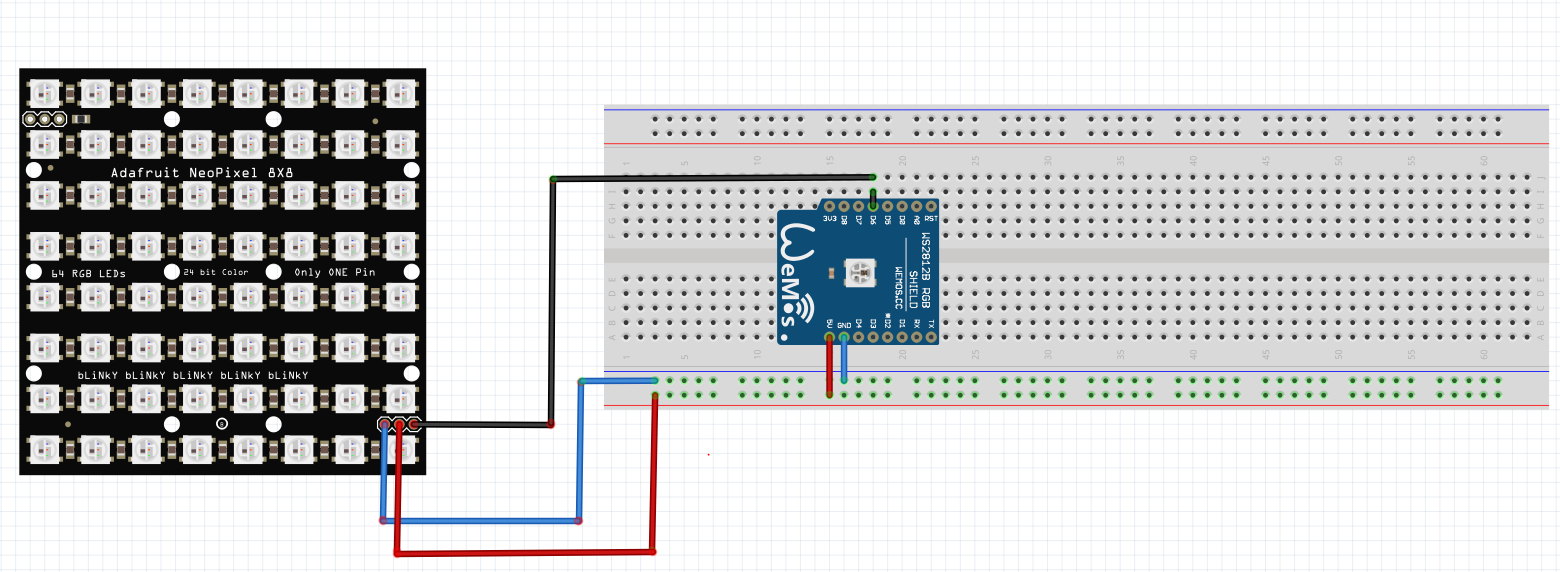 Adafruit NeoPixel 8X8
64 RGB LEDs
24 bit Color
Only ONE Pin
bLiNkY bLiNkY bLiNkY bLiNkY bLiNkY
1 5 10 15 20 25 30 35 40 45 50 55 60
J
I
H
G
F
3V3 D8 D7 D6 D5 D0 A0 RST
WeMos
WS2812B RGB
SHIELD
WEMOS.CC
5V GND D4 D3 D2 D1 RX TX
E
D
C
B
A
1 5 10 15 20 25 30 35 40 45 50 55 60